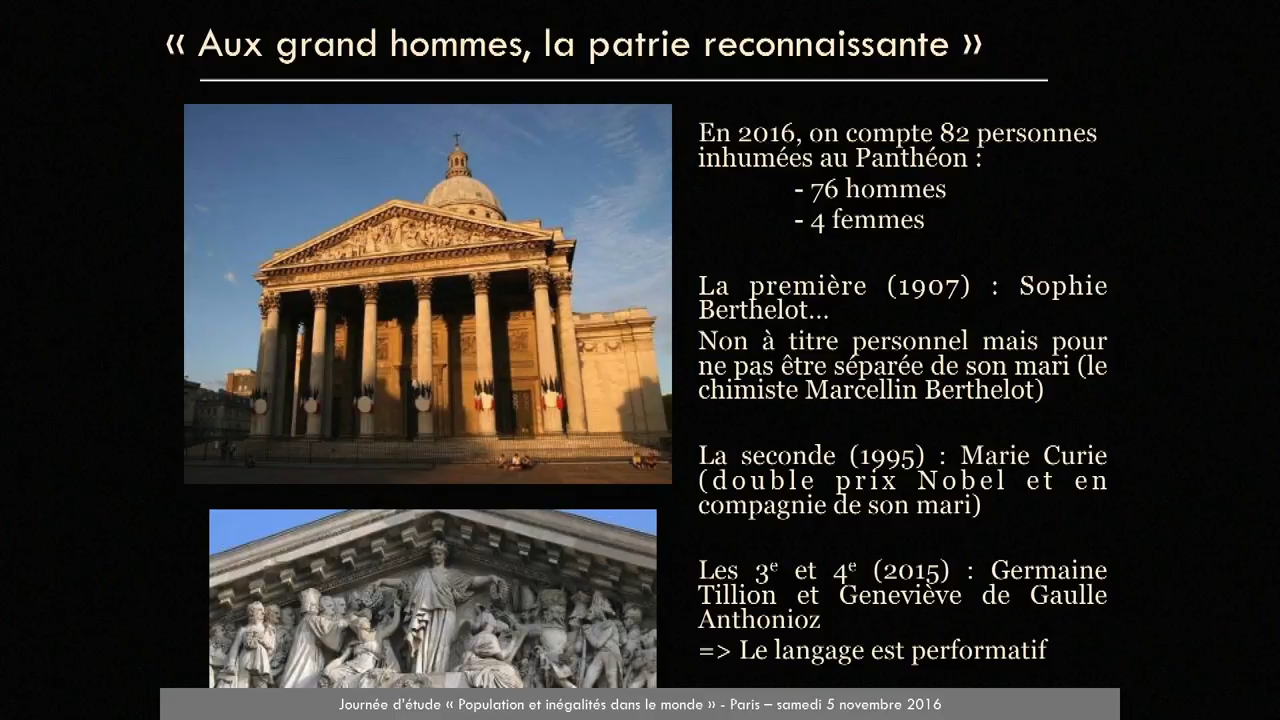 « Aux grand hommes, la patrie reconnaissante »
En 2016, on compte 82 personnes
inhumées au Panthéon :
- 76 hommes
- 4 femmes
La première (1907) : Sophie
Berthelot…
Non à titre personnel mais pour
ne pas être séparée de son mari (le
chimiste Marcellin Berthelot)
La seconde (1995) : Marie Curie
(double prix Nobel et en
compagnie de son mari)
Les 3e et 4e (2015) : Germaine
Tillion et Geneviève de Gaulle
Anthonioz
=> Le langage est performatif
Journée d'étude « Population et inégalités dans le monde » - Paris – samedi 5 novembre 2016